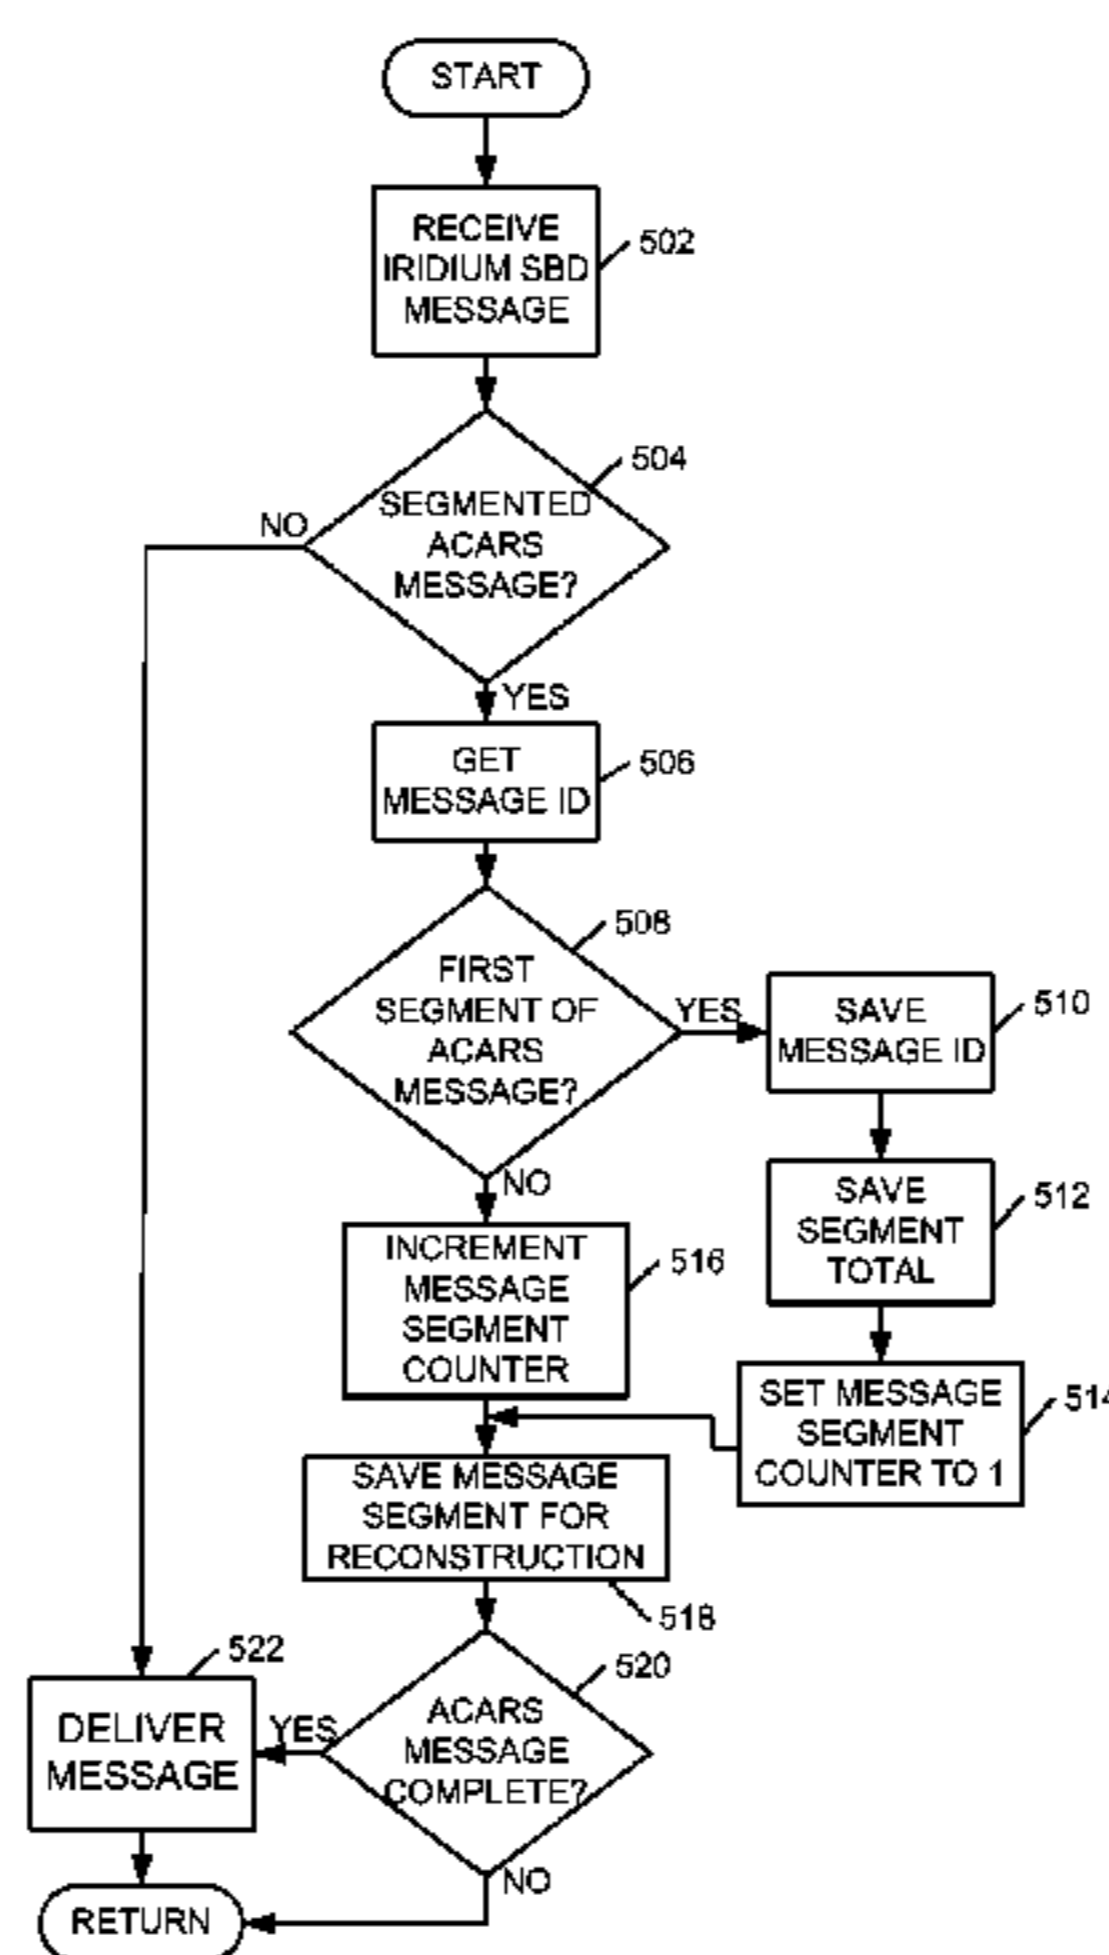 START
RECEIVE
IRIDIUM SBD
MESSAGE
502
504
SEGMENTED
ACARS
MESSAGE?
NO
YES
GET
MESSAGE ID
506
508
FIRST
SEGMENT OF
ACARS
MESSAGE?
YES
SAVE
MESSAGE ID
510
NO
SAVE
SEGMENT
TOTAL
512
INCREMENT
MESSAGE
SEGMENT
COUNTER
516
SET MESSAGE
SEGMENT
COUNTER TO 1
514
SAVE MESSAGE
SEGMENT FOR
RECONSTRUCTION
518
520
ACARS
MESSAGE
COMPLETE?
YES
522
DELIVER
MESSAGE
NO
RETURN